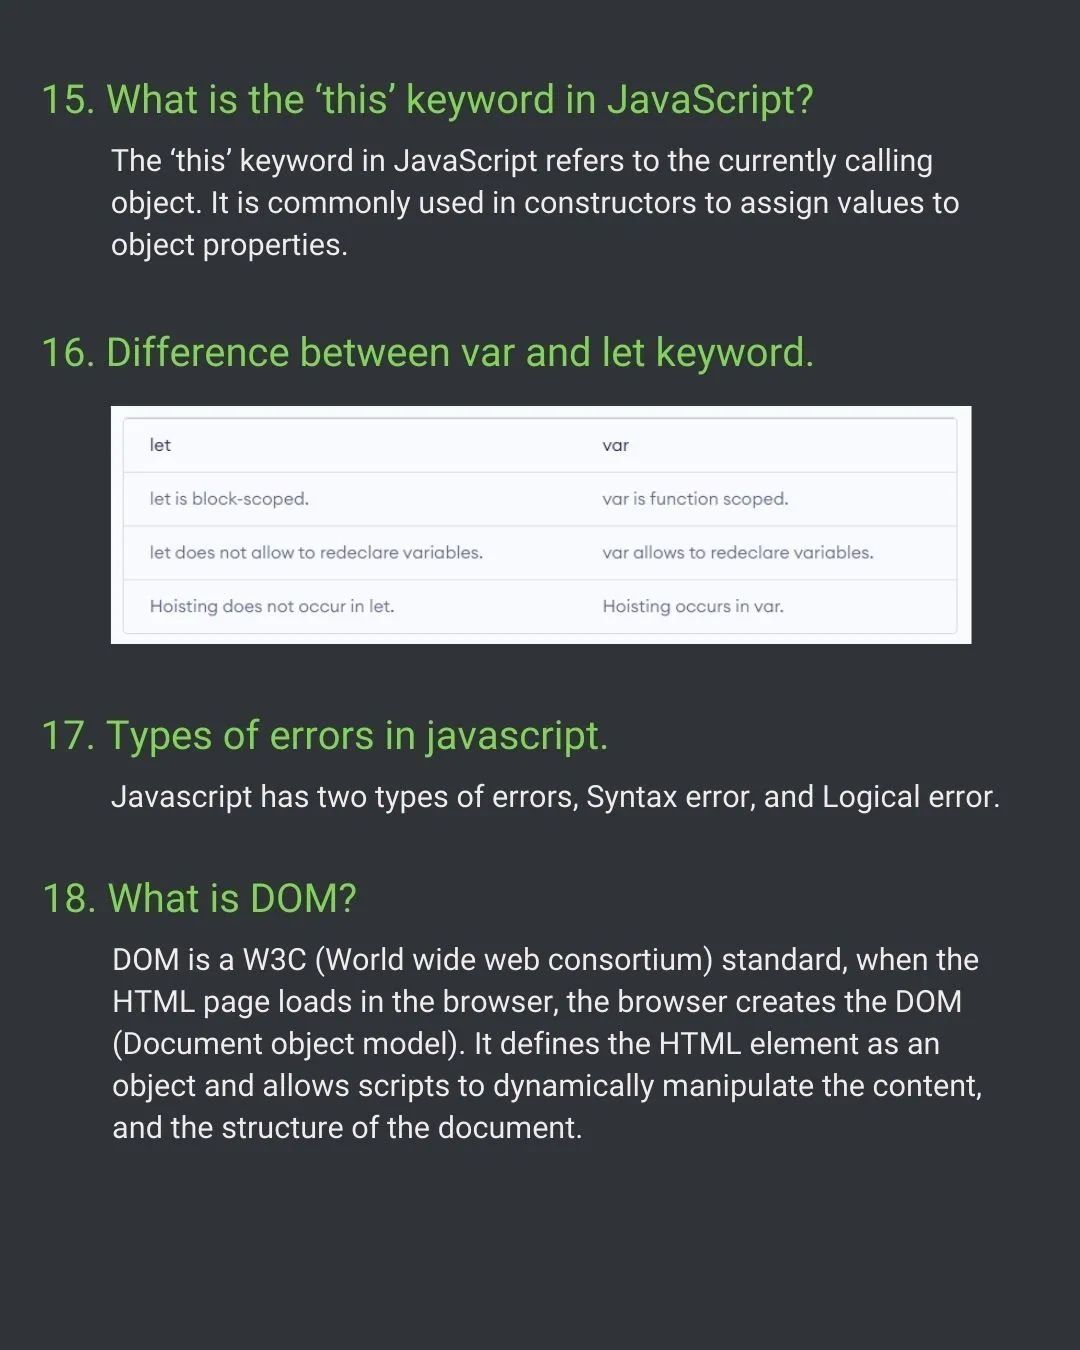 15. What is the ‘this’ keyword in JavaScript?
The ‘this’ keyword in JavaScript refers to the currently calling
object. It is commonly used in constructors to assign values to
object properties.
16. Difference between var and let keyword.
let var
let is block-scoped. var is function scoped.
let does not allow to redeclare variables. var allows to redeclare variables.
Hoisting does not occur in let. Hoisting occurs in var.
17. Types of errors in javascript.
Javascript has two types of errors, Syntax error, and Logical error.
18. What is DOM?
DOM is a W3C (World wide web consortium) standard, when the
HTML page loads in the browser, the browser creates the DOM
(Document object model). It defines the HTML element as an
object and allows scripts to dynamically manipulate the content,
and the structure of the document.